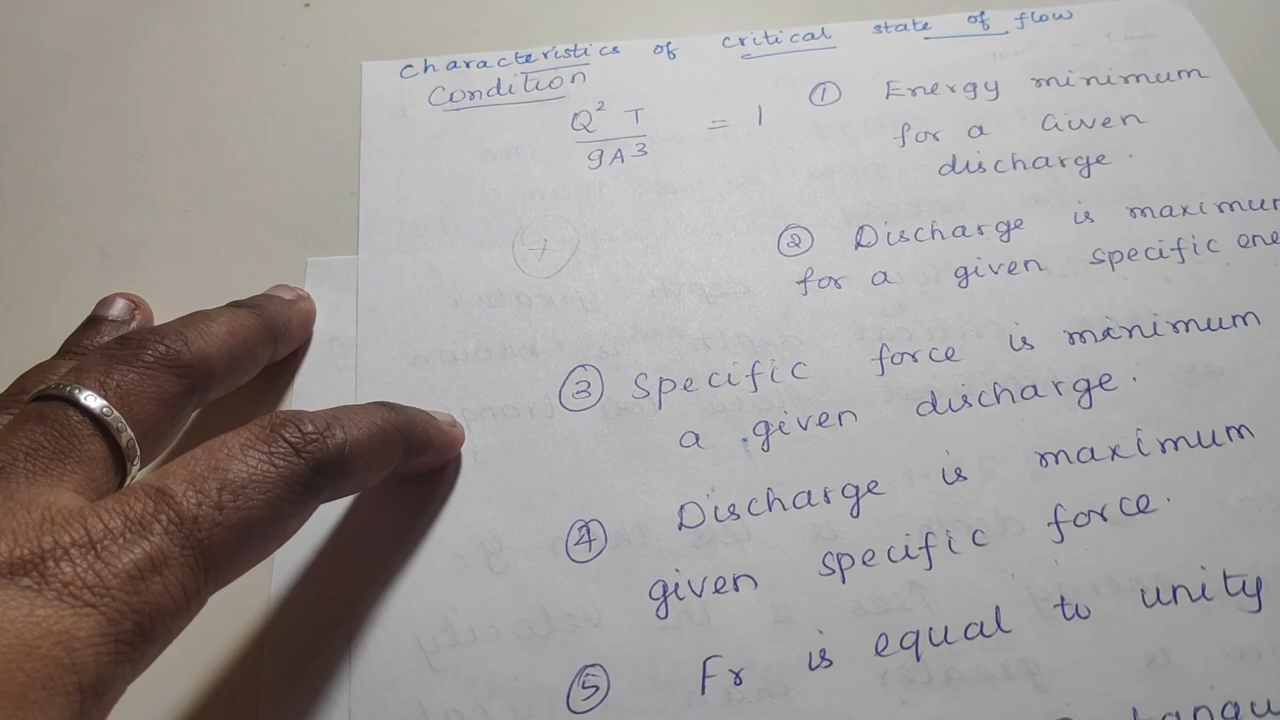 characteristics of critical state of flow
Condition
Q² T / gA³ = 1
① Energy minimum
for a Given
discharge.
② Discharge is maximum
for a given specific ene
③ Specific force is minimum
a given discharge.
④ Discharge is maximum
given specific force.
⑤ Fr is equal to unity